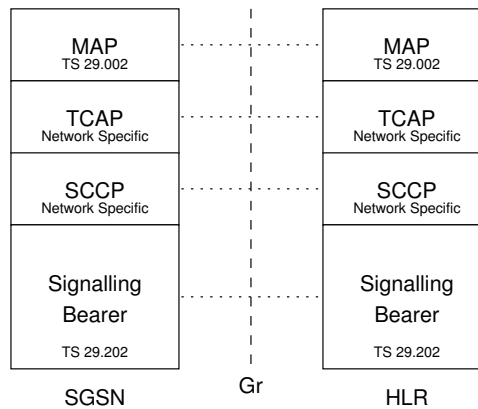 MAP
TS 29.002
TCAP
Network Specific
SCCP
Network Specific
Signalling
Bearer
TS 29.202
SGSN
Gr
MAP
TS 29.002
TCAP
Network Specific
SCCP
Network Specific
Signalling
Bearer
TS 29.202
HLR